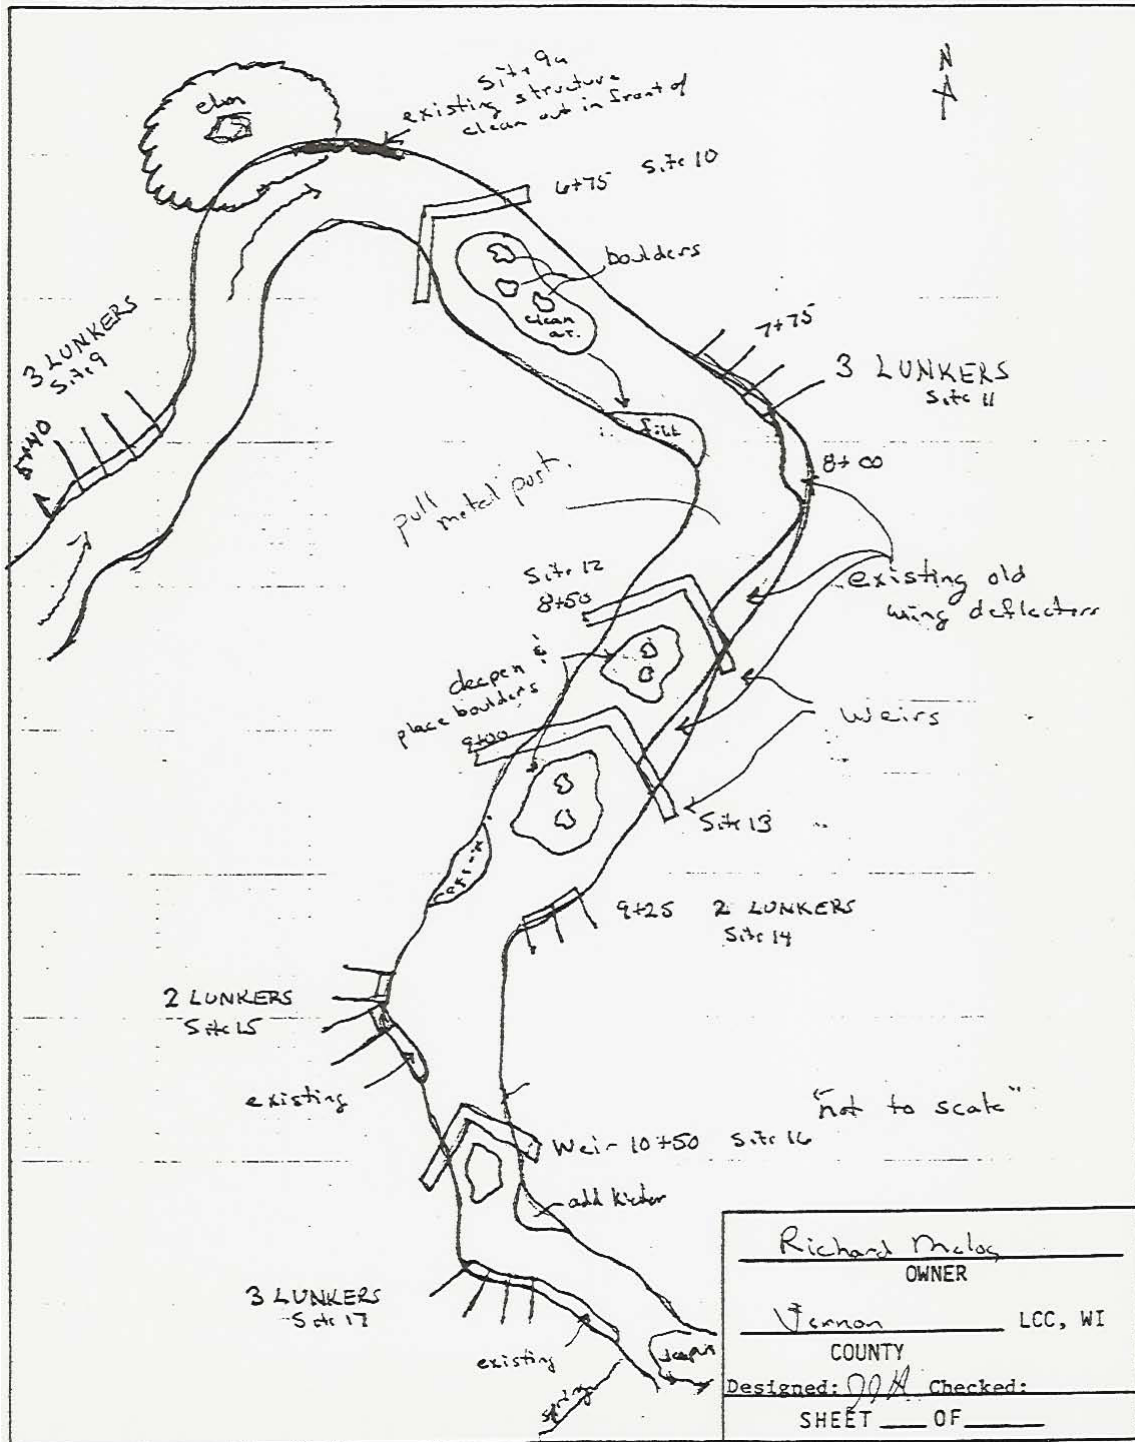 N
Site 9a
existing structure
clean out in front of
elm
6+75 Site 10
boulders
clean
out.
3 LUNKERS
Site 9
7+75
3 LUNKERS
Site 11
fill
8+00
pull
metal post.
Site 12
8+50
existing old
wing deflectors
deepen &
place boulders
9+00
Weirs
Site 13
9+25 2 LUNKERS
Site 14
2 LUNKERS
Site 15
existing
"not to scale"
Weir 10+50 Site 16
add kicker
3 LUNKERS
Site 17
existing
deepen
spring
Richard
OWNER
Vernon LCC, WI
COUNTY
Designed: Checked:
SHEET ____ OF ____